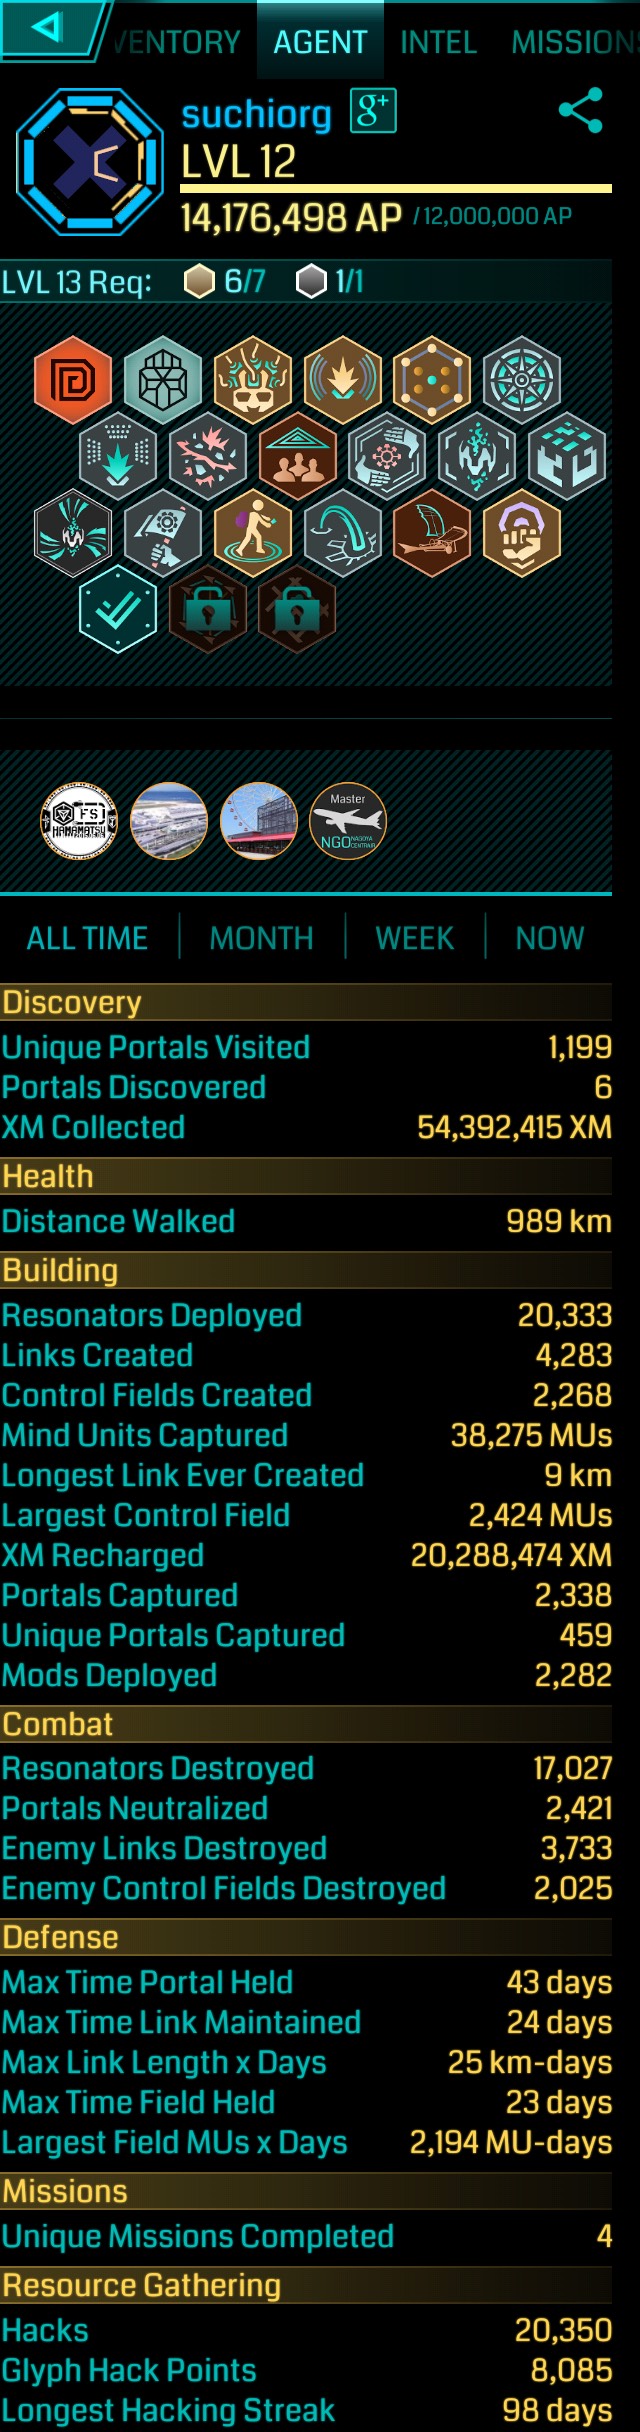 VENTORY AGENT INTEL MISSIONS
suchiorg g+
LVL 12
14,176,498 AP / 12,000,000 AP
LVL 13 Req: 6/7 1/1
FS
HAMAMATSU
Master
NGO NAGOYA CENTRAIR
ALL TIME MONTH WEEK NOW
Discovery
Unique Portals Visited 1,199
Portals Discovered 6
XM Collected 54,392,415 XM
Health
Distance Walked 989 km
Building
Resonators Deployed 20,333
Links Created 4,283
Control Fields Created 2,268
Mind Units Captured 38,275 MUs
Longest Link Ever Created 9 km
Largest Control Field 2,424 MUs
XM Recharged 20,288,474 XM
Portals Captured 2,338
Unique Portals Captured 459
Mods Deployed 2,282
Combat
Resonators Destroyed 17,027
Portals Neutralized 2,421
Enemy Links Destroyed 3,733
Enemy Control Fields Destroyed 2,025
Defense
Max Time Portal Held 43 days
Max Time Link Maintained 24 days
Max Link Length x Days 25 km-days
Max Time Field Held 23 days
Largest Field MUs x Days 2,194 MU-days
Missions
Unique Missions Completed 4
Resource Gathering
Hacks 20,350
Glyph Hack Points 8,085
Longest Hacking Streak 98 days